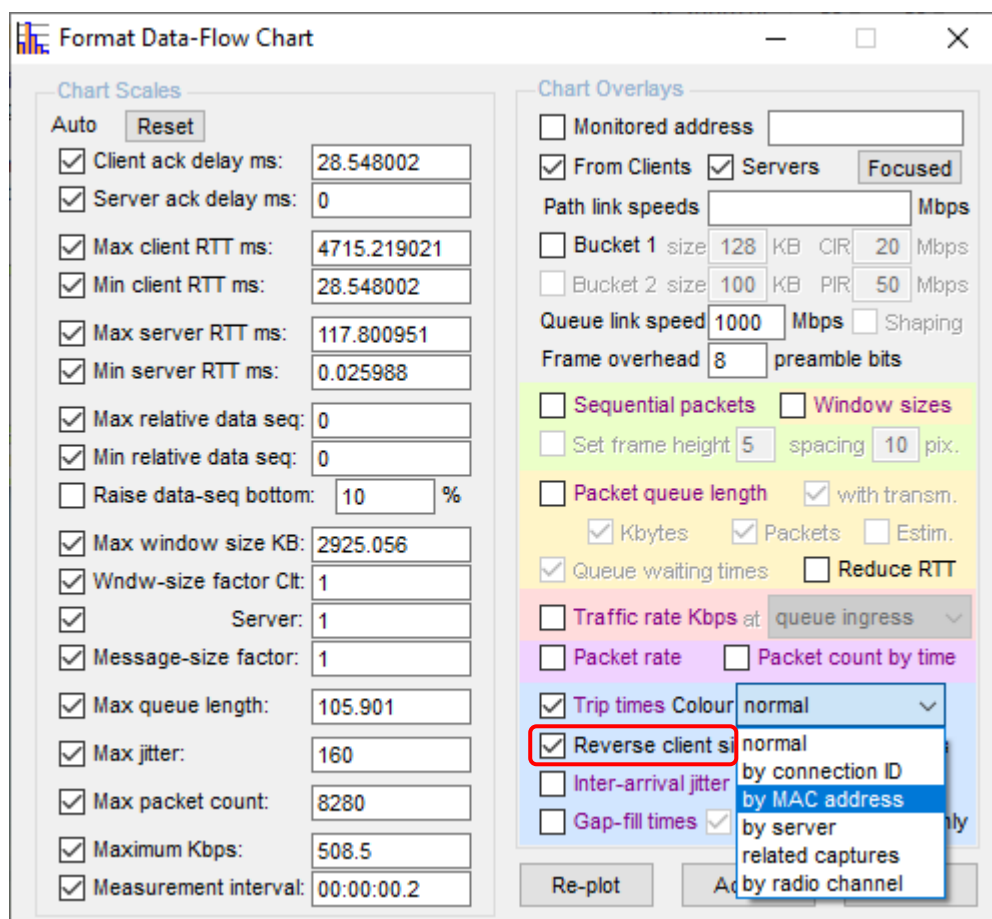 Format Data-Flow Chart
Chart Scales
Auto Reset
Client ack delay ms: 28.548002
Server ack delay ms: 0
Max client RTT ms: 4715.219021
Min client RTT ms: 28.548002
Max server RTT ms: 117.800951
Min server RTT ms: 0.025988
Max relative data seq: 0
Min relative data seq: 0
Raise data-seq bottom: 10 %
Max window size KB: 2925.056
Wndw-size factor Clt: 1
Server: 1
Message-size factor: 1
Max queue length: 105.901
Max jitter: 160
Max packet count: 8280
Maximum Kbps: 508.5
Measurement interval: 00:00:00.2
Chart Overlays
Monitored address
From Clients Servers Focused
Path link speeds Mbps
Bucket 1 size 128 KB CIR 20 Mbps
Bucket 2 size 100 KB PIR 50 Mbps
Queue link speed 1000 Mbps Shaping
Frame overhead 8 preamble bits
Sequential packets Window sizes
Set frame height 5 spacing 10 pix.
Packet queue length with transm.
Kbytes Packets Estim.
Queue waiting times Reduce RTT
Traffic rate Kbps at queue ingress
Packet rate Packet count by time
Trip times Colour normal
Reverse client
normal
by connection ID
Inter-arrival jitter
by MAC address
Gap-fill times
by server
related captures
by radio channel
Re-plot